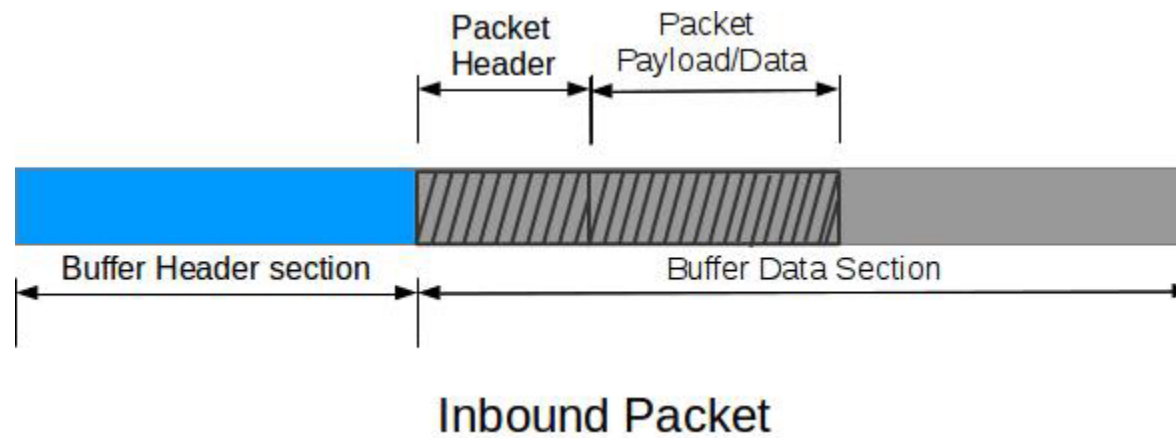 Packet
Header
Packet
Payload/Data
Buffer Header section
Buffer Data Section
Inbound Packet